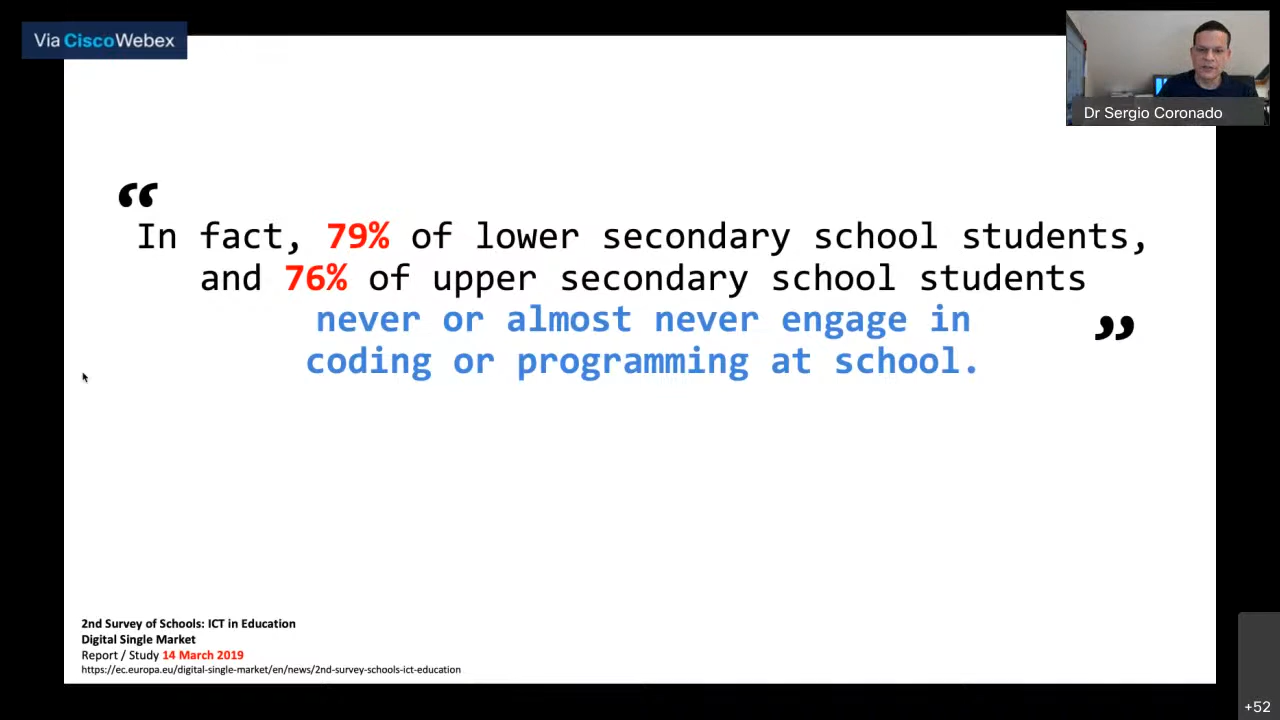 Via CiscoWebex
Dr Sergio Coronado
“
In fact, 79% of lower secondary school students,
and 76% of upper secondary school students
never or almost never engage in
coding or programming at school.
”
2nd Survey of Schools: ICT in Education
Digital Single Market
Report / Study 14 March 2019
https://ec.europa.eu/digital-single-market/en/news/2nd-survey-schools-ict-education
+52